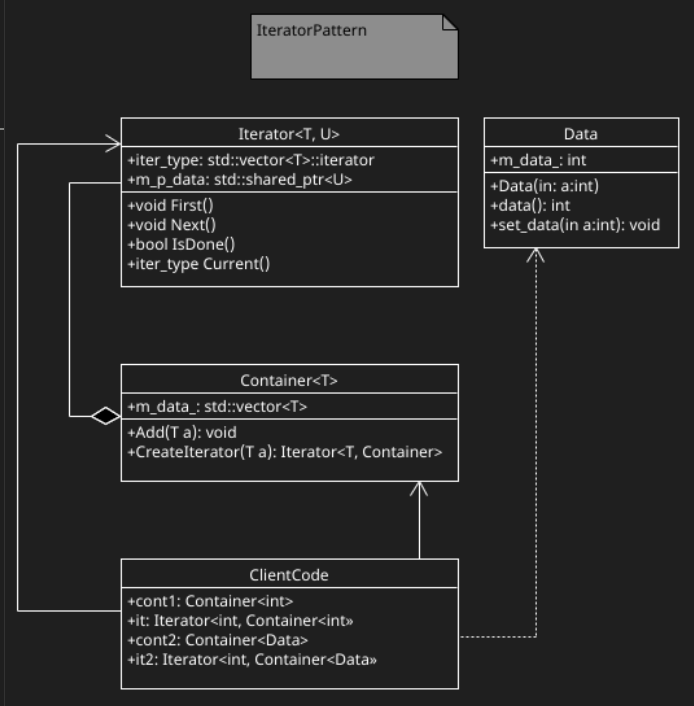 IteratorPattern
Iterator<T, U>
+iter_type: std::vector<T>::iterator
+m_p_data: std::shared_ptr<U>
+void First()
+void Next()
+bool IsDone()
+iter_type Current()
Data
+m_data_: int
+Data(in: a:int)
+data(): int
+set_data(in a:int): void
Container<T>
+m_data_: std::vector<T>
+Add(T a): void
+CreateIterator(T a): Iterator<T, Container>
ClientCode
+cont1: Container<int>
+it: Iterator<int, Container<int»
+cont2: Container<Data>
+it2: Iterator<int, Container<Data»